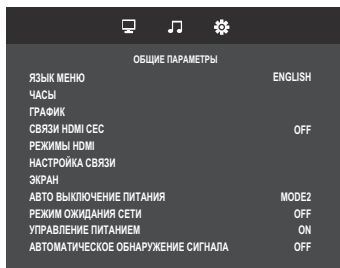 ОБЩИЕ ПАРАМЕТРЫ
ЯЗЫК МЕНЮ ENGLISH
ЧАСЫ
ГРАФИК
СВЯЗИ HDMI CEC OFF
РЕЖИМЫ HDMI
НАСТРОЙКА СВЯЗИ
ЭКРАН
АВТО ВЫКЛЮЧЕНИЕ ПИТАНИЯ MODE2
РЕЖИМ ОЖИДАНИЯ СЕТИ OFF
УПРАВЛЕНИЕ ПИТАНИЕМ ON
АВТОМАТИЧЕСКОЕ ОБНАРУЖЕНИЕ СИГНАЛА OFF